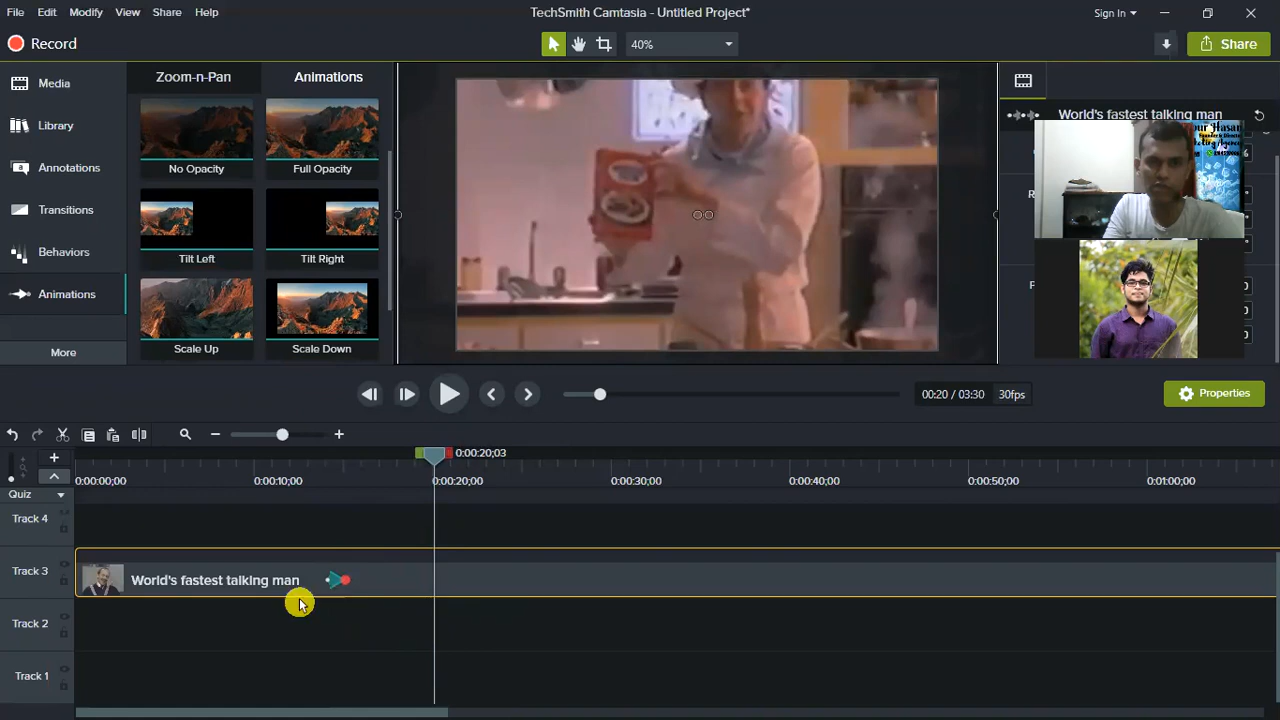 File Edit Modify View Share Help
TechSmith Camtasia - Untitled Project*
Sign In
Record
40%
Share
Media
Library
Annotations
Transitions
Behaviors
Animations
More
Zoom-n-Pan
Animations
No Opacity
Full Opacity
Tilt Left
Tilt Right
Scale Up
Scale Down
World's fastest talking man
00:20 / 03:30
30fps
Properties
0:00:20;03
0:00:00;00
0:00:10;00
0:00:20;00
0:00:30;00
0:00:40;00
0:00:50;00
0:01:00;00
Quiz
Track 4
Track 3
World's fastest talking man
Track 2
Track 1